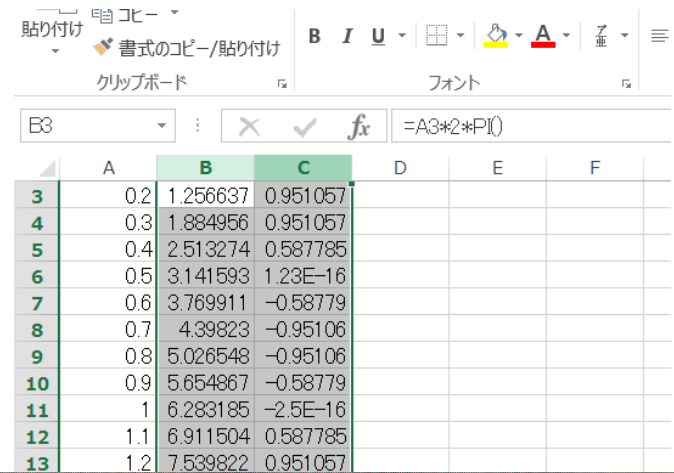 コピー
貼り付け
書式のコピー/貼り付け
B I U A
クリップボード フォント
B3 fx =A3*2*PI()
A B C D E F
3 0.2 1.256637 0.951057
4 0.3 1.884956 0.951057
5 0.4 2.513274 0.587785
6 0.5 3.141593 1.23E-16
7 0.6 3.769911 -0.58779
8 0.7 4.39823 -0.95106
9 0.8 5.026548 -0.95106
10 0.9 5.654867 -0.58779
11 1 6.283185 -2.5E-16
12 1.1 6.911504 0.587785
13 1.2 7.539822 0.951057